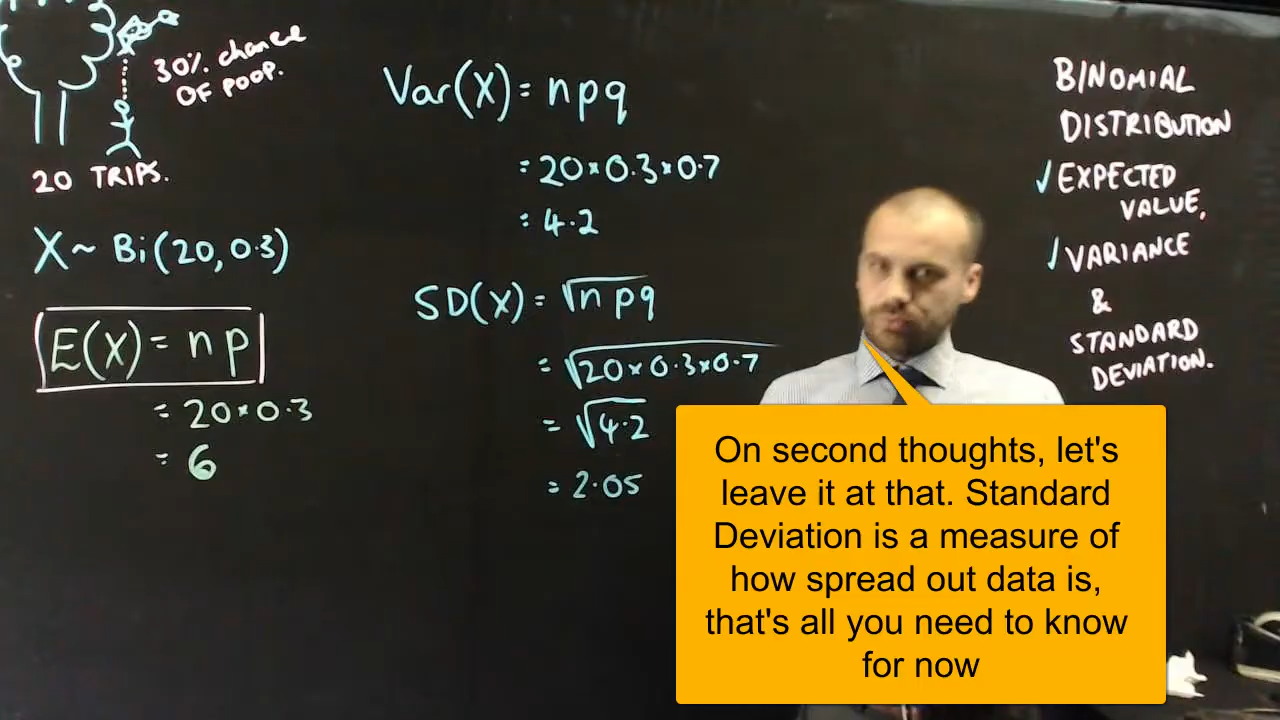 30% chance
OF POOP.
20 TRIPS.
X ~ Bi(20, 0.3)
E(X) = np
= 20 × 0.3
= 6
Var(X) = npq
= 20 × 0.3 × 0.7
= 4.2
SD(X) = √npq
= √20 × 0.3 × 0.7
= √4.2
= 2.05
BINOMIAL
DISTRIBUTION
✓ EXPECTED
VALUE,
✓ VARIANCE
&
STANDARD
DEVIATION.
On second thoughts, let's
leave it at that. Standard
Deviation is a measure of
how spread out data is,
that's all you need to know
for now